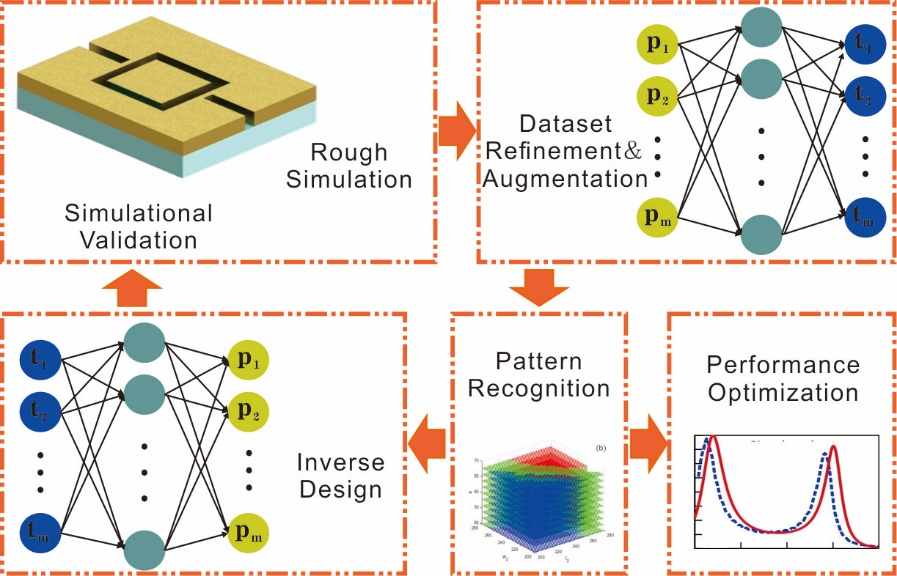 Rough
Simulation
Simulational
Validation
Dataset
Refinement&
Augmentation
p1
p2
pm
t1
t2
tm
t1
t2
tm
p1
p2
pm
Inverse
Design
Pattern
Recognition
(b)
Performance
Optimization